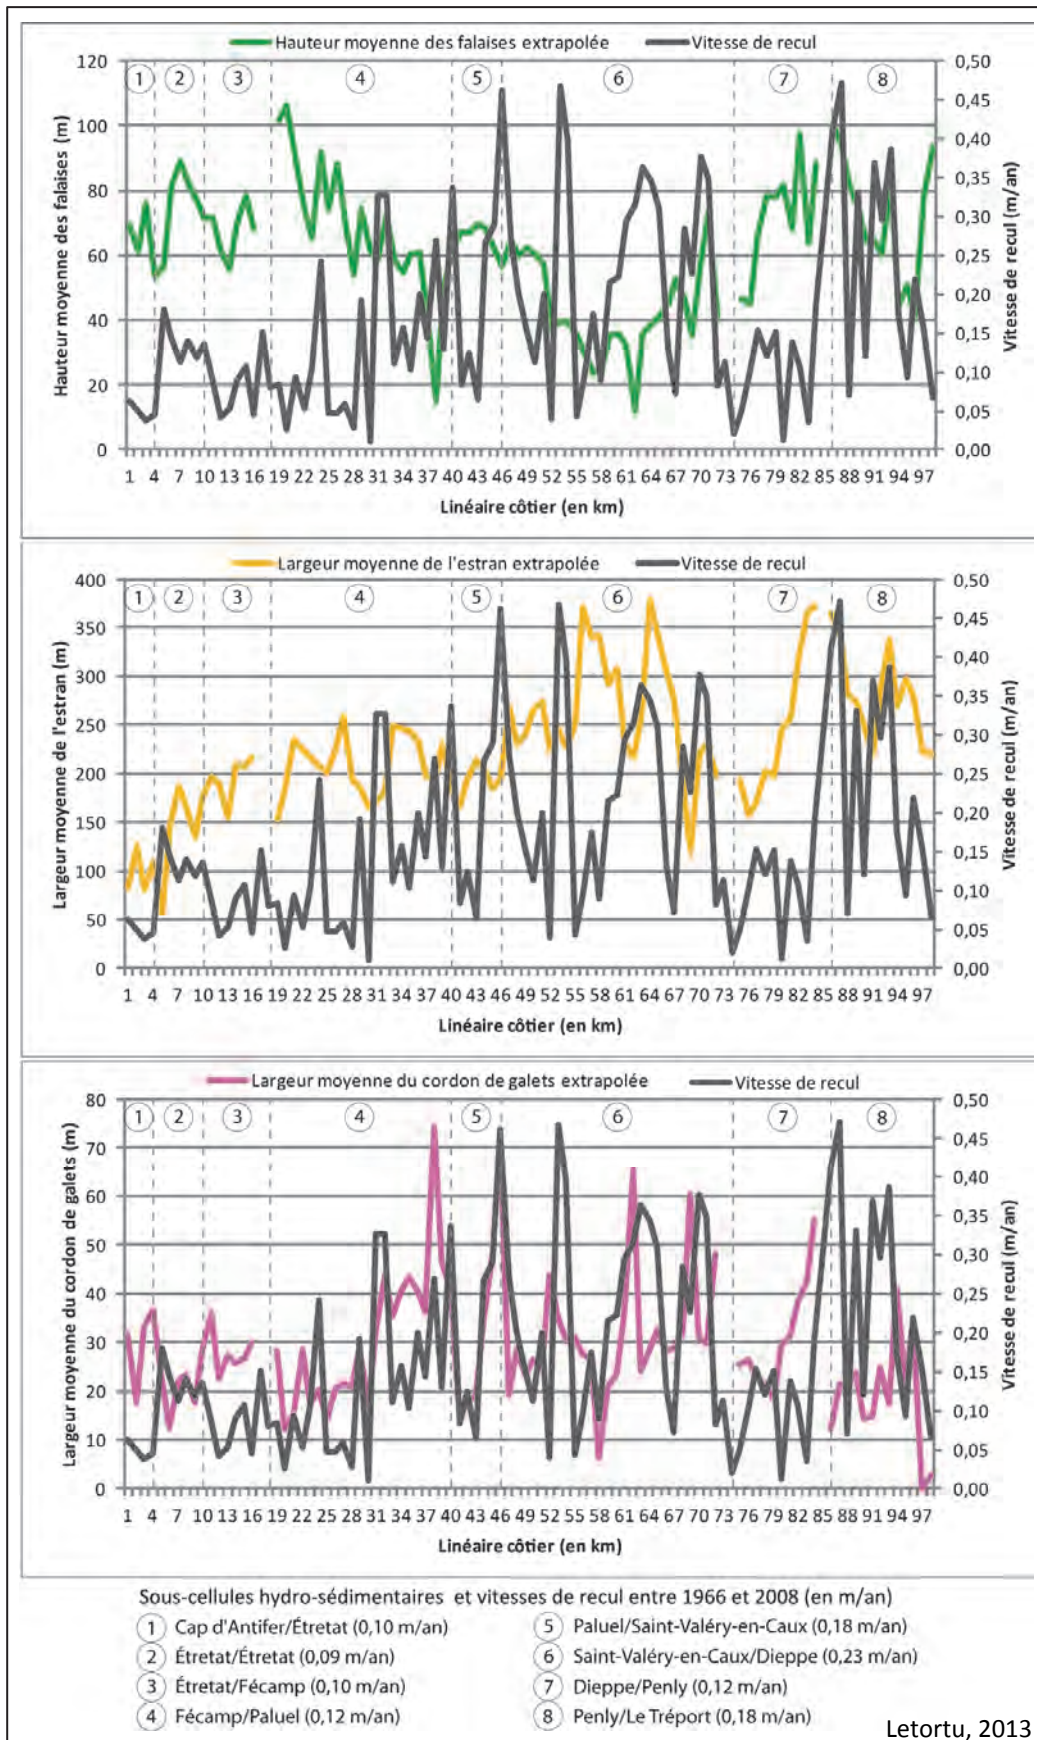 Hauteur moyenne des falaises extrapolée Vitesse de recul
120 0,50
1 2 3 4 5 6 7 8
100 0,45
80 0,40
60 0,35
40 0,30
20 0,25
0 0,20
0,15
0,10
0,05
0,00
Hauteur moyenne des falaises (m)
Vitesse de recul (m/an)
1 4 7 10 13 16 19 22 25 28 31 34 37 40 43 46 49 52 55 58 61 64 67 70 73 76 79 82 85 88 91 94 97
Linéaire côtier (en km)
Largeur moyenne de l'estran extrapolée Vitesse de recul
400 0,50
1 2 3 4 5 6 7 8
350 0,45
300 0,40
250 0,35
200 0,30
150 0,25
100 0,20
50 0,15
0 0,10
0,05
0,00
Largeur moyenne de l'estran (m)
Vitesse de recul (m/an)
1 4 7 10 13 16 19 22 25 28 31 34 37 40 43 46 49 52 55 58 61 64 67 70 73 76 79 82 85 88 91 94 97
Linéaire côtier (en km)
Largeur moyenne du cordon de galets extrapolée Vitesse de recul
80 0,50
1 2 3 4 5 6 7 8
70 0,45
60 0,40
50 0,35
40 0,30
30 0,25
20 0,20
10 0,15
0 0,10
0,05
0,00
Largeur moyenne du cordon de galets (m)
Vitesse de recul (m/an)
1 4 7 10 13 16 19 22 25 28 31 34 37 40 43 46 49 52 55 58 61 64 67 70 73 76 79 82 85 88 91 94 97
Linéaire côtier (en km)
Sous-cellules hydro-sédimentaires et vitesses de recul entre 1966 et 2008 (en m/an)
1 Cap d'Antifer/Étretat (0,10 m/an)
2 Étretat/Étretat (0,09 m/an)
3 Étretat/Fécamp (0,10 m/an)
4 Fécamp/Paluel (0,12 m/an)
5 Paluel/Saint-Valéry-en-Caux (0,18 m/an)
6 Saint-Valéry-en-Caux/Dieppe (0,23 m/an)
7 Dieppe/Penly (0,12 m/an)
8 Penly/Le Tréport (0,18 m/an)
Letortu, 2013